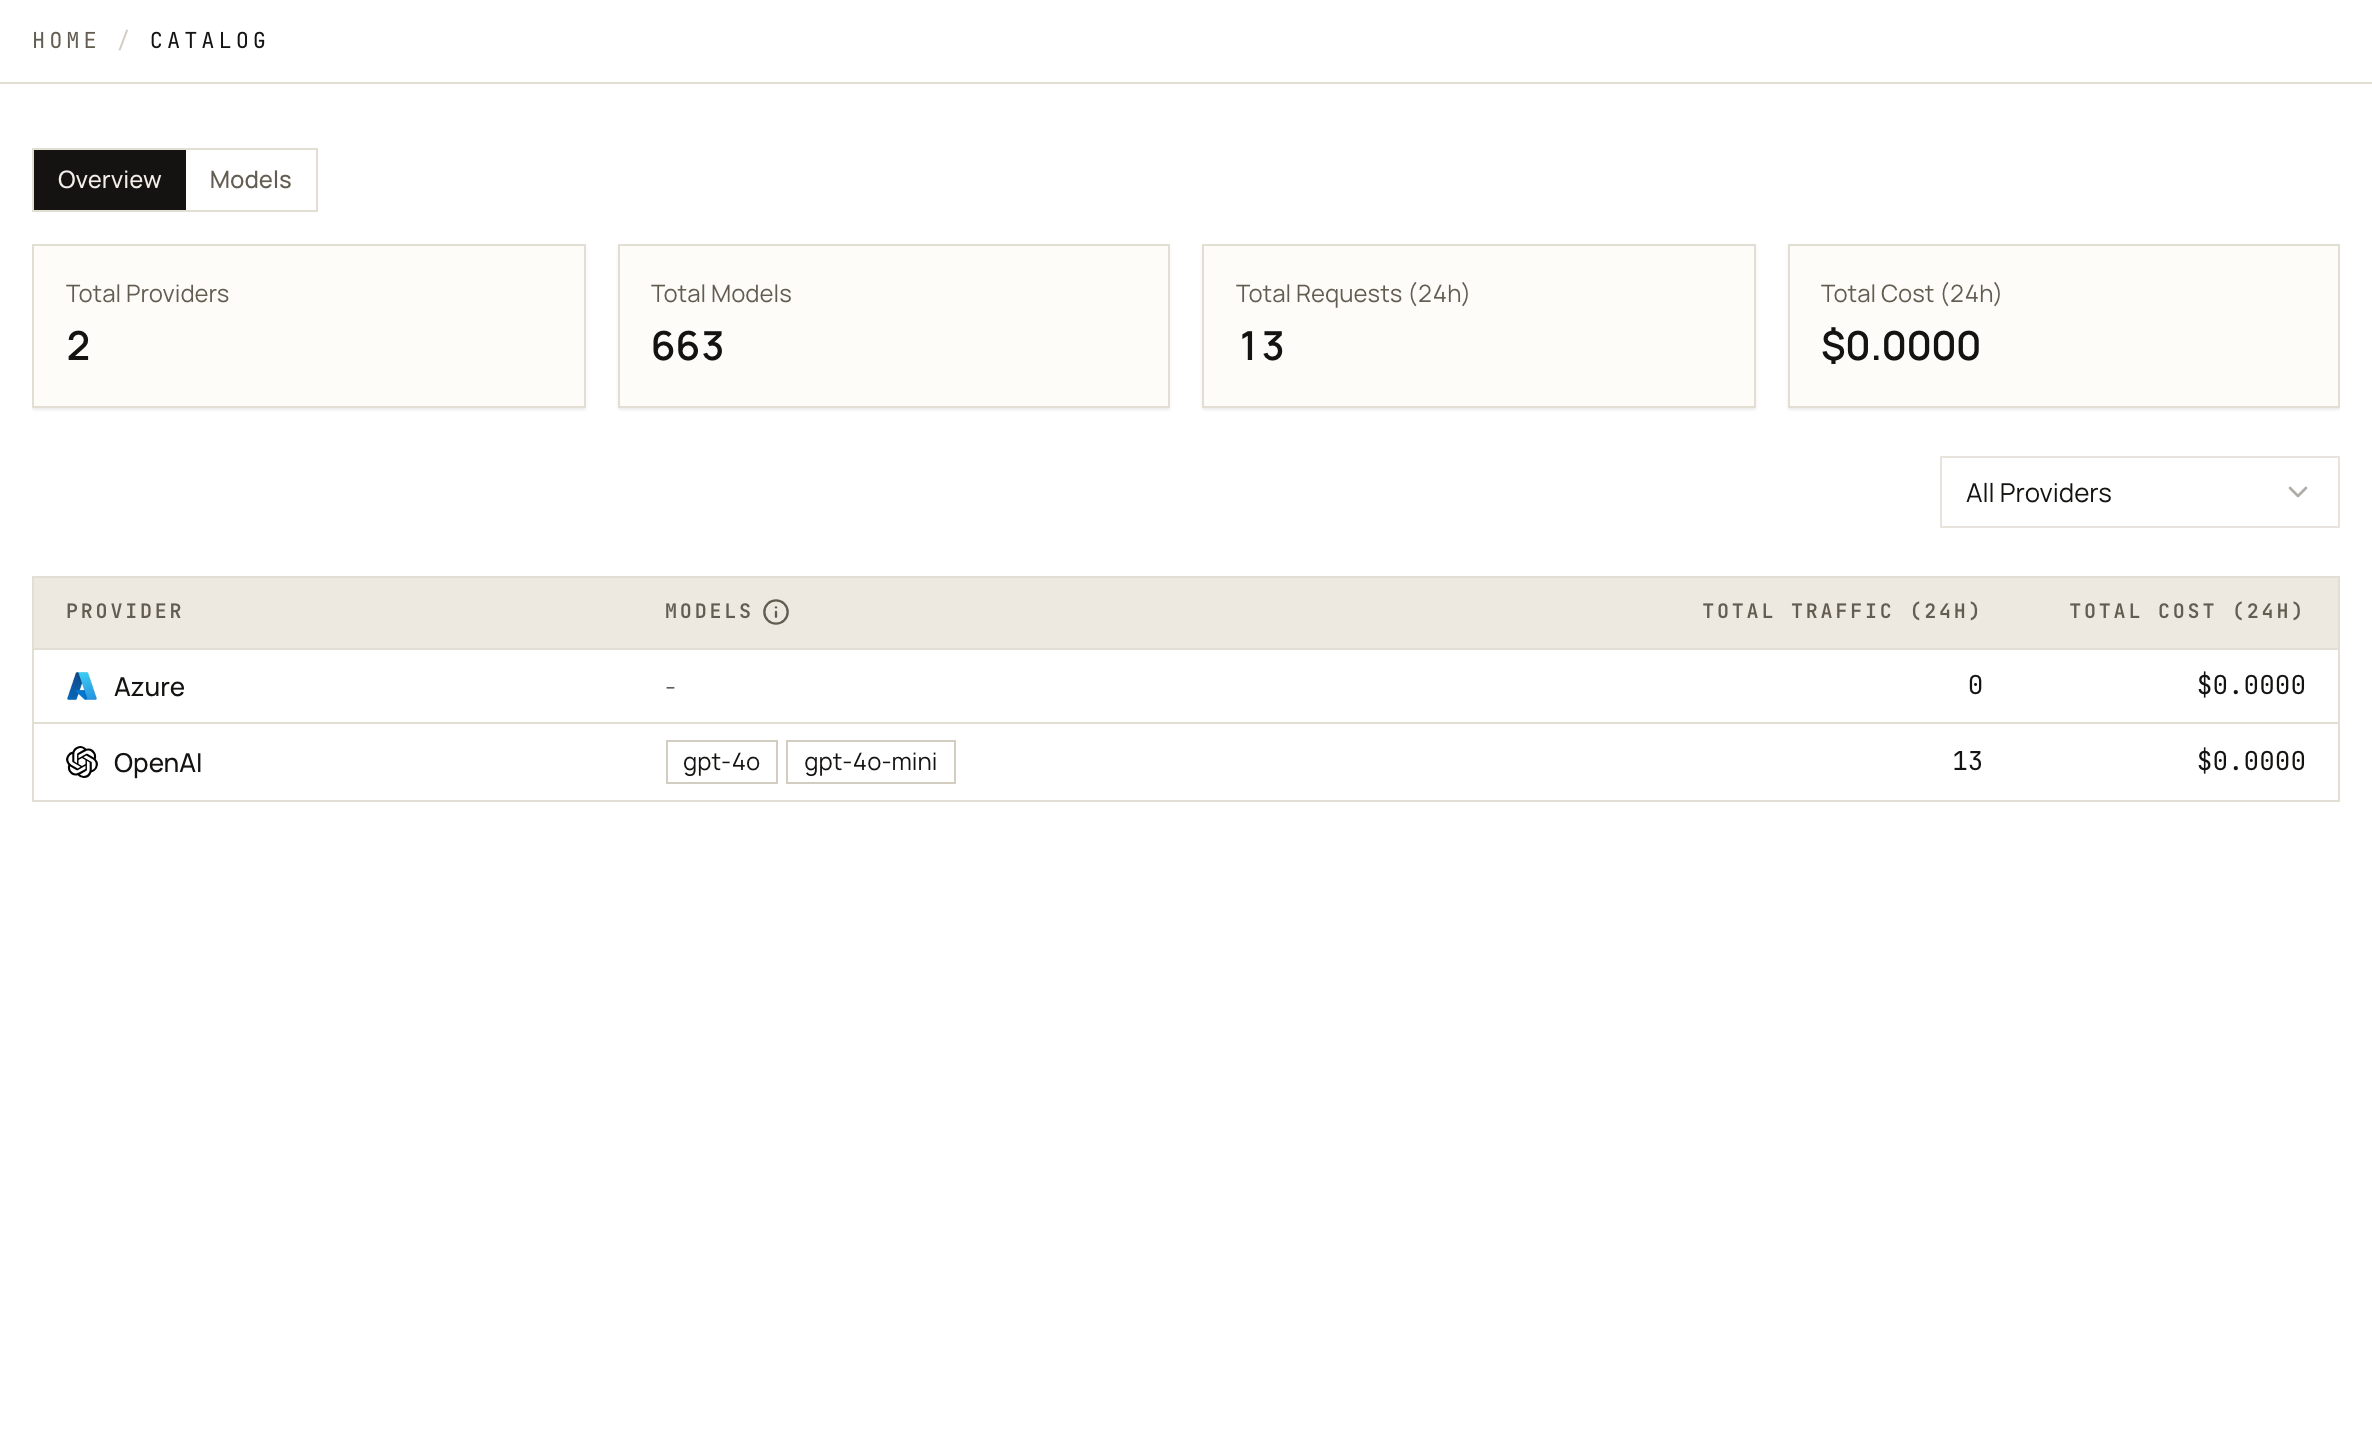 HOME / CATALOG
Overview Models
Total Providers
2
Total Models
663
Total Requests (24h)
13
Total Cost (24h)
$0.0000
All Providers
PROVIDER MODELS TOTAL TRAFFIC (24H) TOTAL COST (24H)
Azure - 0 $0.0000
OpenAI gpt-4o gpt-4o-mini 13 $0.0000